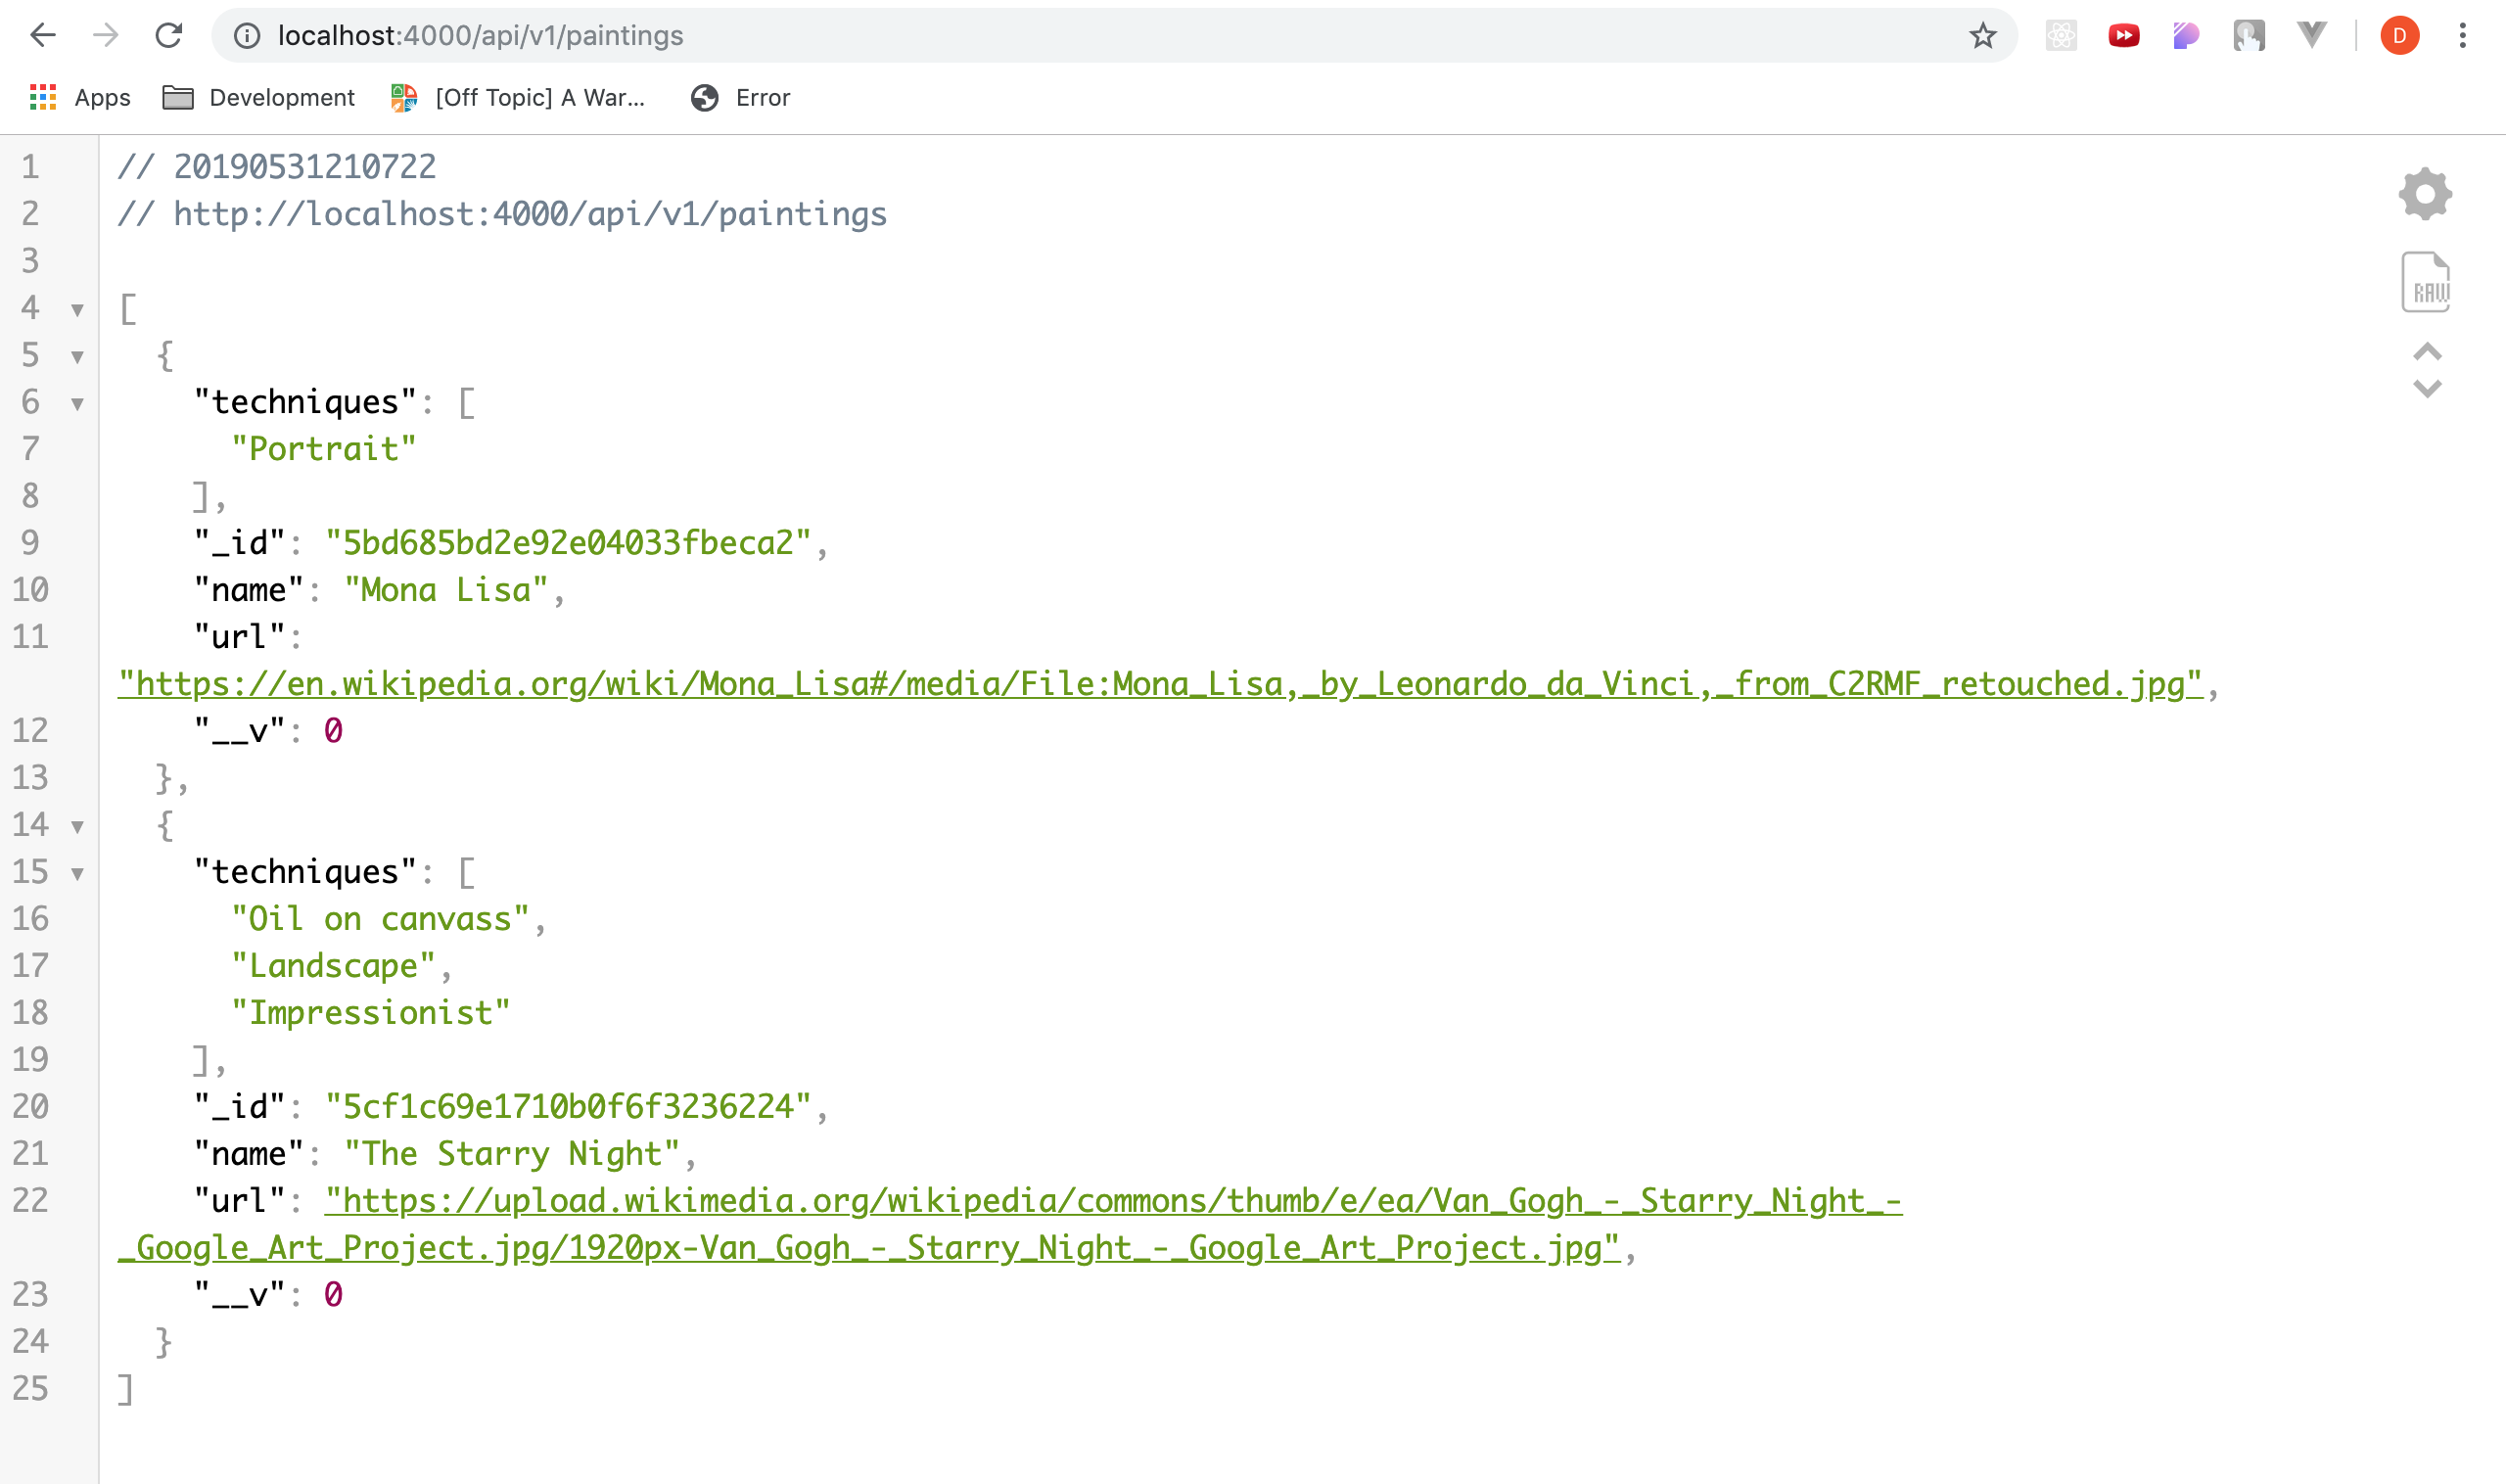 localhost:4000/api/v1/paintings
D
Apps Development [Off Topic] A War... Error
1 // 20190531210722
2 // http://localhost:4000/api/v1/paintings
3
4 ▼ [
5 ▼ {
6 ▼ "techniques": [
7 "Portrait"
8 ],
9 "_id": "5bd685bd2e92e04033fbeca2",
10 "name": "Mona Lisa",
11 "url":
"https://en.wikipedia.org/wiki/Mona_Lisa#/media/File:Mona_Lisa,_by_Leonardo_da_Vinci,_from_C2RMF_retouched.jpg",
12 "__v": 0
13 },
14 ▼ {
15 ▼ "techniques": [
16 "Oil on canvass",
17 "Landscape",
18 "Impressionist"
19 ],
20 "_id": "5cf1c69e1710b0f6f3236224",
21 "name": "The Starry Night",
22 "url": "https://upload.wikimedia.org/wikipedia/commons/thumb/e/ea/Van_Gogh_-_Starry_Night_-
_Google_Art_Project.jpg/1920px-Van_Gogh_-_Starry_Night_-_Google_Art_Project.jpg",
23 "__v": 0
24 }
25 ]
RAW